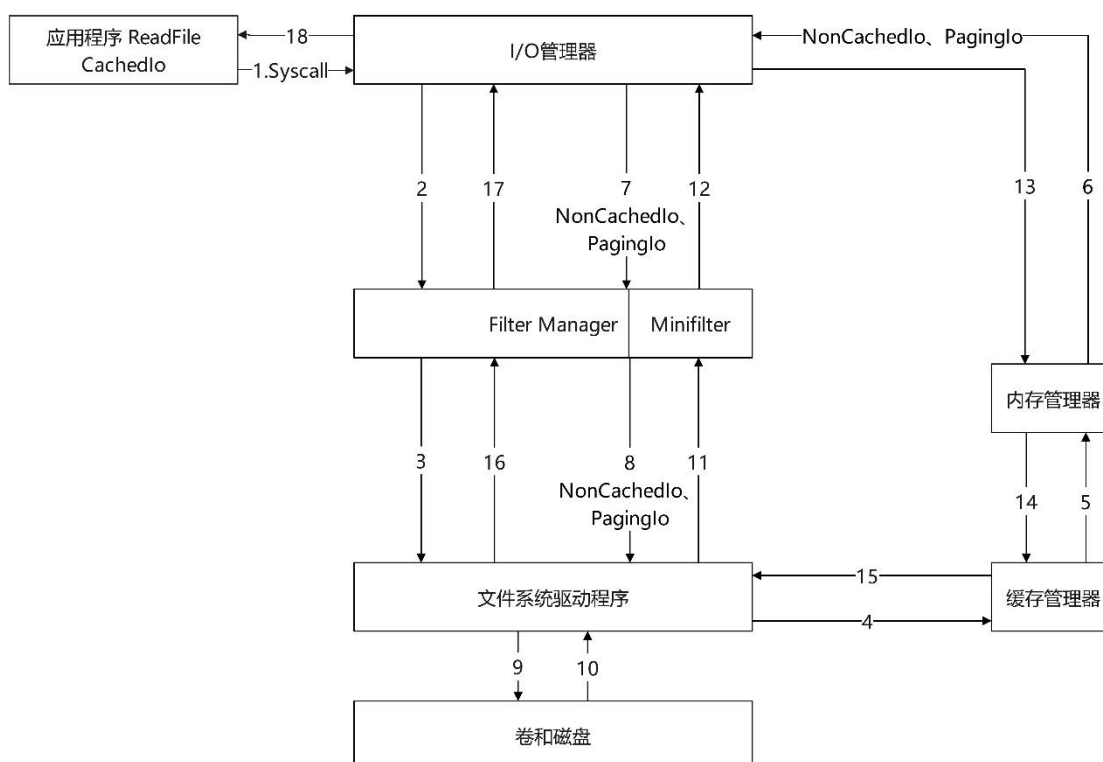 应用程序 ReadFile
CachedIo
18
1.Syscall
I/O管理器
NonCachedIo、PagingIo
2
17
7
12
13
6
NonCachedIo、
PagingIo
Filter Manager
Minifilter
内存管理器
3
16
8
11
14
5
NonCachedIo、
PagingIo
文件系统驱动程序
15
4
缓存管理器
9
10
卷和磁盘